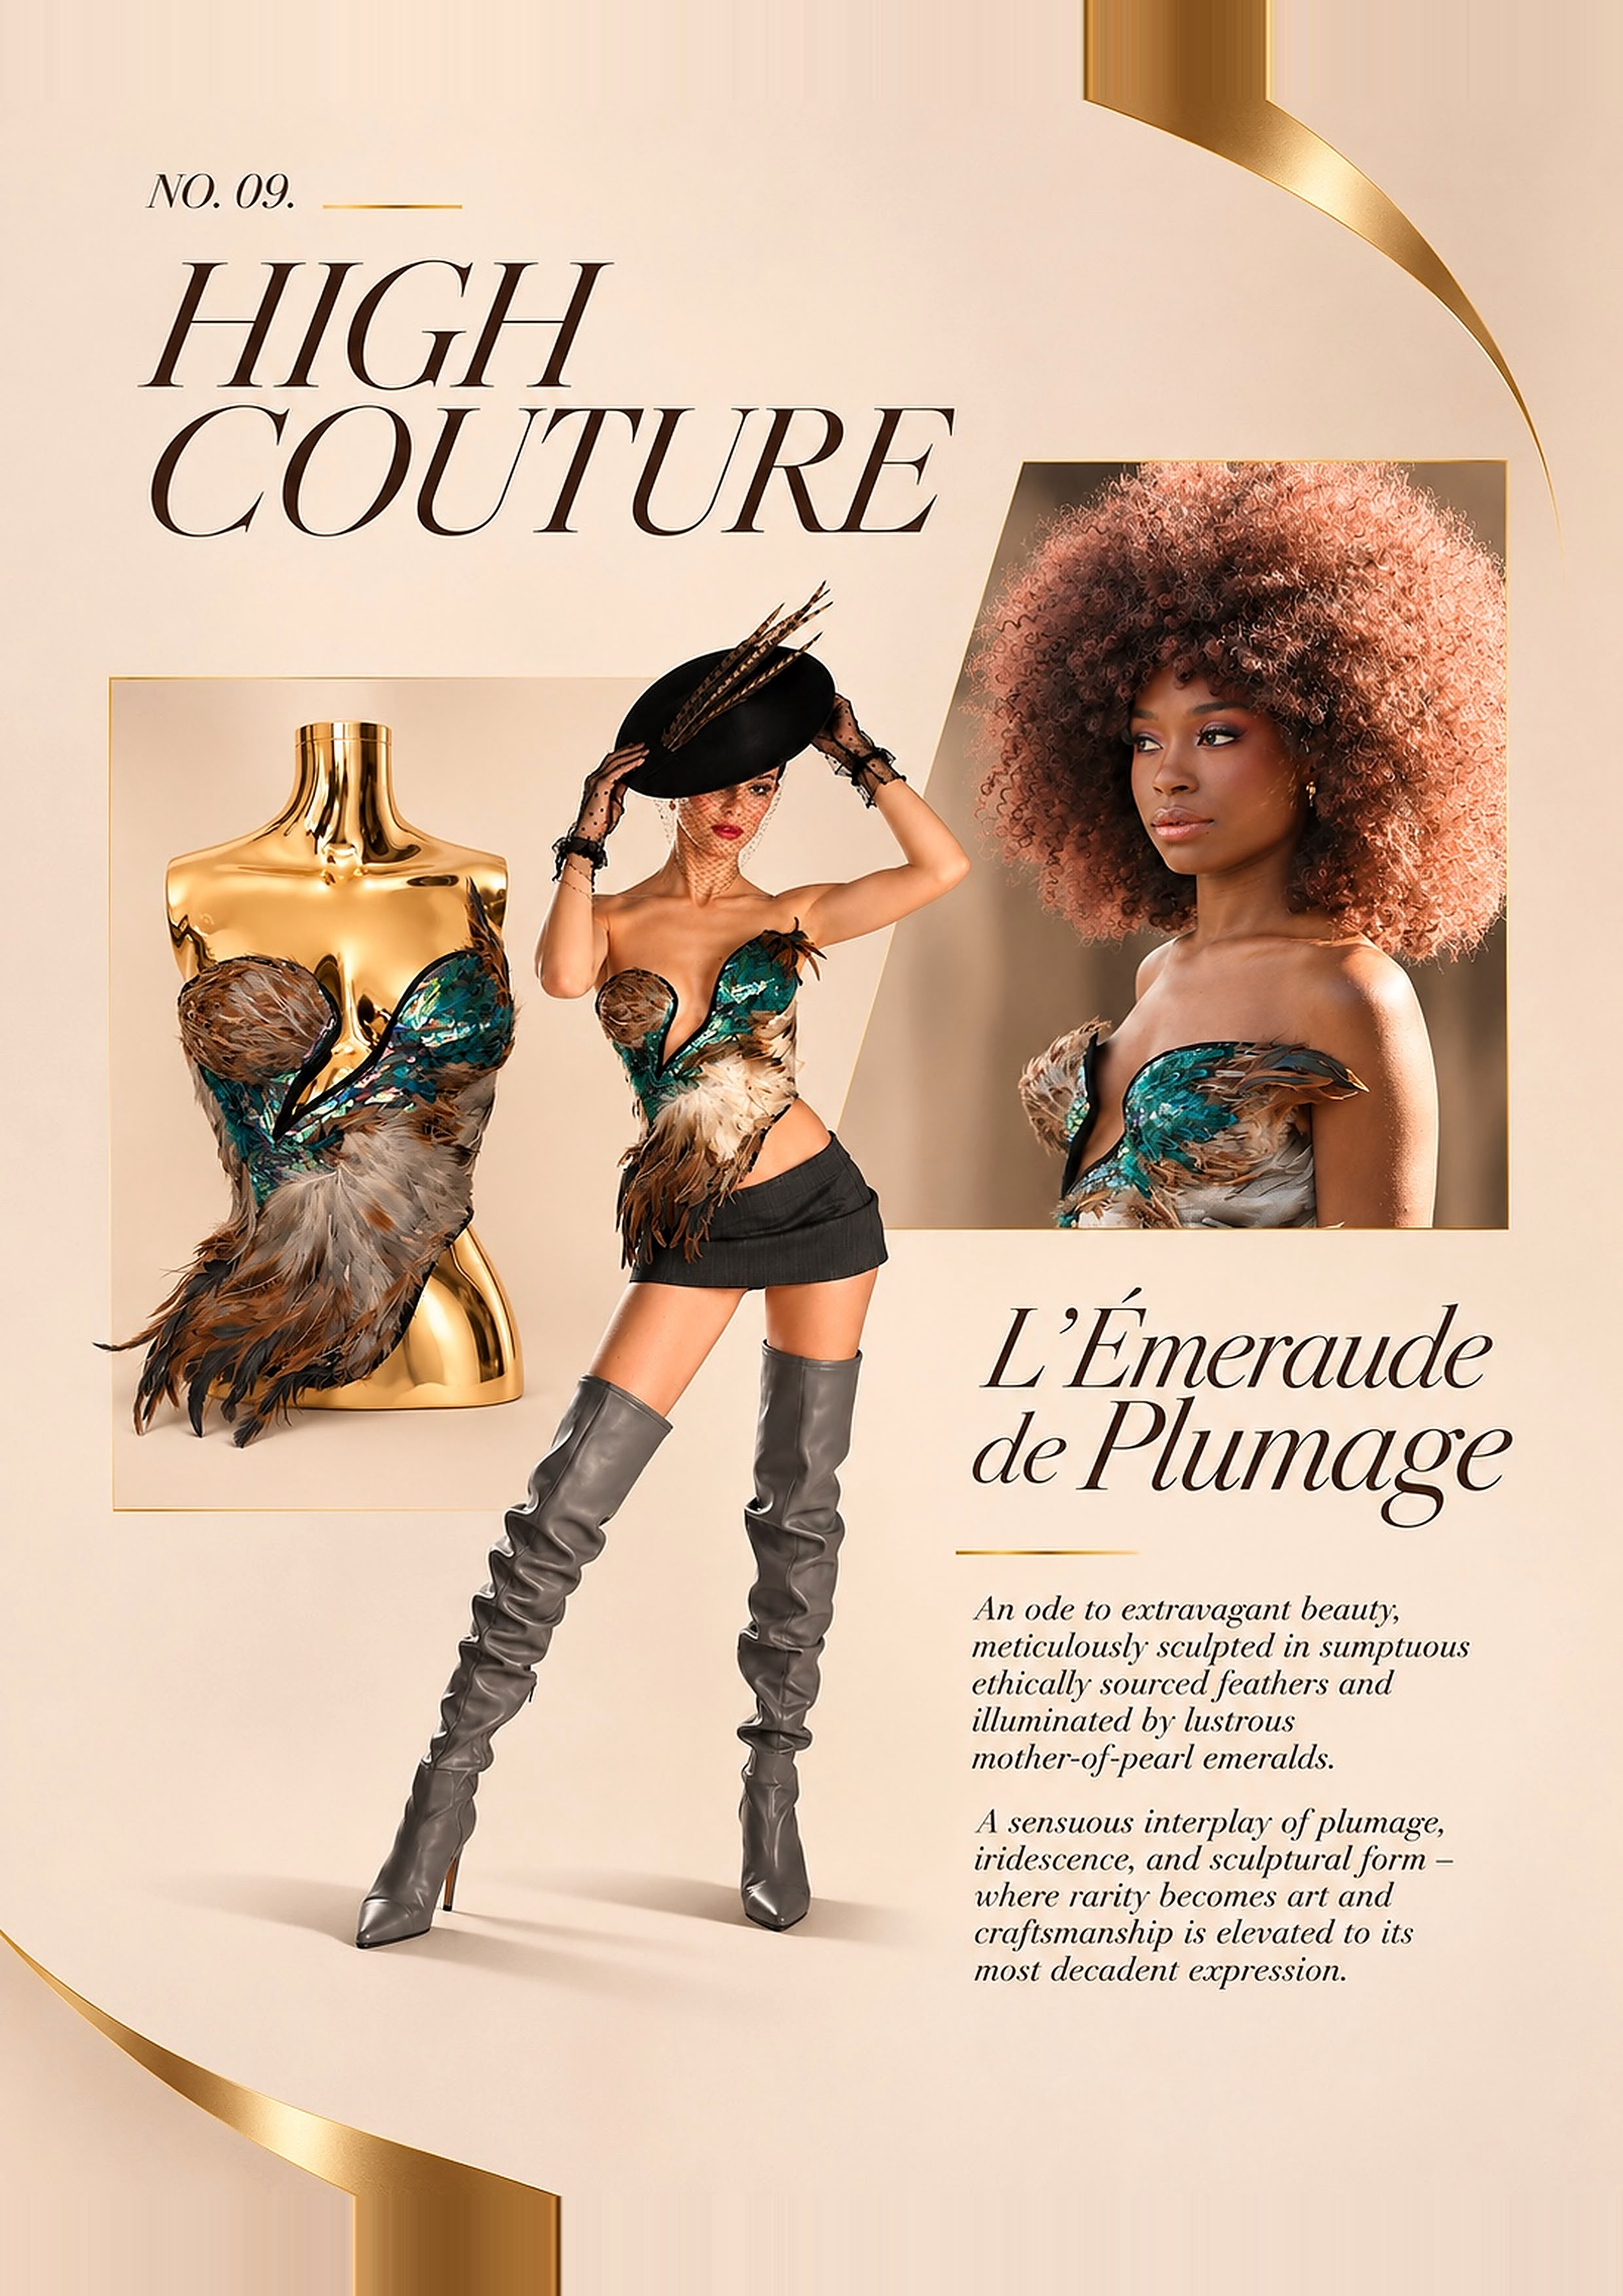 NO. 09.
HIGH
COUTURE
L’Émeraude
de Plumage
An ode to extravagant beauty,
meticulously sculpted in sumptuous
ethically sourced feathers and
illuminated by lustrous
mother-of-pearl emeralds.
A sensuous interplay of plumage,
iridescence, and sculptural form –
where rarity becomes art and
craftsmanship is elevated to its
most decadent expression.